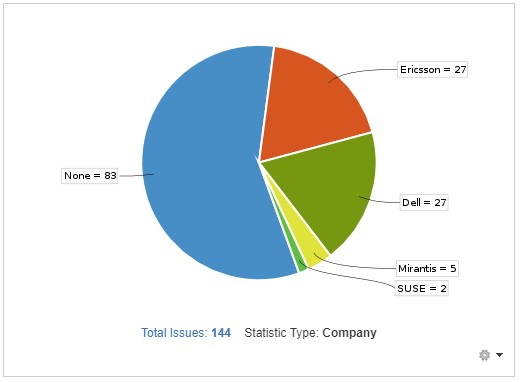 Ericsson = 27
None = 83
Dell = 27
Mirantis = 5
SUSE = 2
Total Issues: 144 Statistic Type: Company